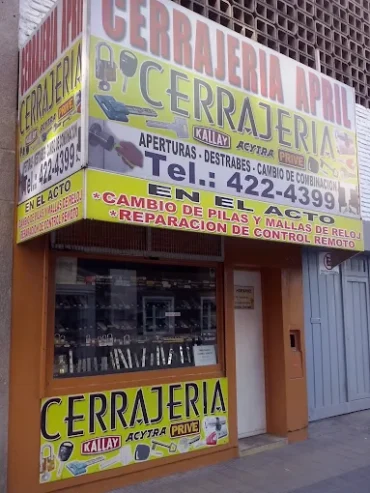 CERRAJERIA APRIL
CERRAJERIA
KALLAY ACYTRA PRIVE
APERTURAS - DESTRABES - CAMBIO DE COMBINACION
Tel.: 422-4399
EN EL ACTO
*CAMBIO DE PILAS Y MALLAS DE RELOJ
*REPARACION DE CONTROL REMOTO
CERRAJERIA
KALLAY ACYTRA PRIVE
CERRAJERIA
422-4399
EN EL ACTO